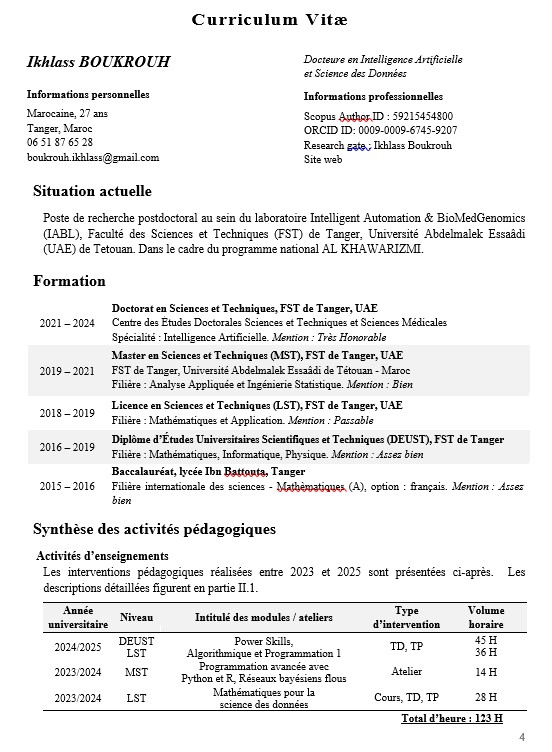 Curriculum Vitæ
Ikhlass BOUKROUH
Docteure en Intelligence Artificielle
et Science des Données
Informations personnelles
Marocaine, 27 ans
Tanger, Maroc
06 51 87 65 28
boukrouh.ikhlass@gmail.com
Informations professionnelles
Scopus Author ID : 59215454800
ORCID ID: 0009-0009-6745-9207
Research gate : Ikhlass Boukrouh
Site web
Situation actuelle
Poste de recherche postdoctoral au sein du laboratoire Intelligent Automation & BioMedGenomics
(IABL), Faculté des Sciences et Techniques (FST) de Tanger, Université Abdelmalek Essaâdi
(UAE) de Tetouan. Dans le cadre du programme national AL KHAWARIZMI.
Formation
2021 – 2024
Doctorat en Sciences et Techniques, FST de Tanger, UAE
Centre des Études Doctorales Sciences et Techniques et Sciences Médicales
Spécialité : Intelligence Artificielle. Mention : Très Honorable
2019 – 2021
Master en Sciences et Techniques (MST), FST de Tanger, UAE
FST de Tanger, Université Abdelmalek Essaâdi de Tétouan - Maroc
Filière : Analyse Appliquée et Ingénierie Statistique. Mention : Bien
2018 – 2019
Licence en Sciences et Techniques (LST), FST de Tanger, UAE
Filière : Mathématiques et Application. Mention : Passable
2016 – 2019
Diplôme d’Études Universitaires Scientifiques et Techniques (DEUST), FST de Tanger
Filière : Mathématiques, Informatique, Physique. Mention : Assez bien
2015 – 2016
Baccalauréat, lycée Ibn Battouta, Tanger
Filière internationale des sciences - Mathèmatiques (A), option : français. Mention : Assez
bien
Synthèse des activités pédagogiques
Activités d’enseignements
Les interventions pédagogiques réalisées entre 2023 et 2025 sont présentées ci-après. Les
descriptions détaillées figurent en partie II.1.
Année universitaire Niveau Intitulé des modules / ateliers Type d’intervention Volume horaire
2024/2025 DEUST Power Skills, TD, TP 45 H
LST Algorithmique et Programmation 1 36 H
2023/2024 MST Programmation avancée avec Python et R, Réseaux bayésiens flous Atelier 14 H
2023/2024 LST Mathématiques pour la science des données Cours, TD, TP 28 H
Total d’heure : 123 H
4